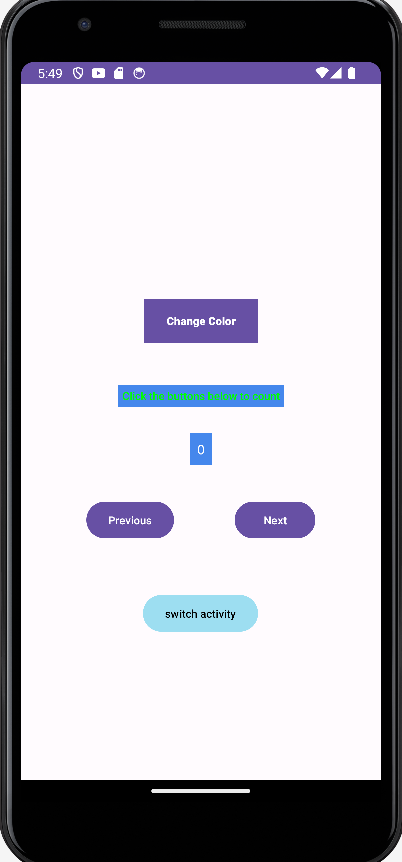 5:49
Change Color
Click the buttons below to count
0
Previous Next
switch activity